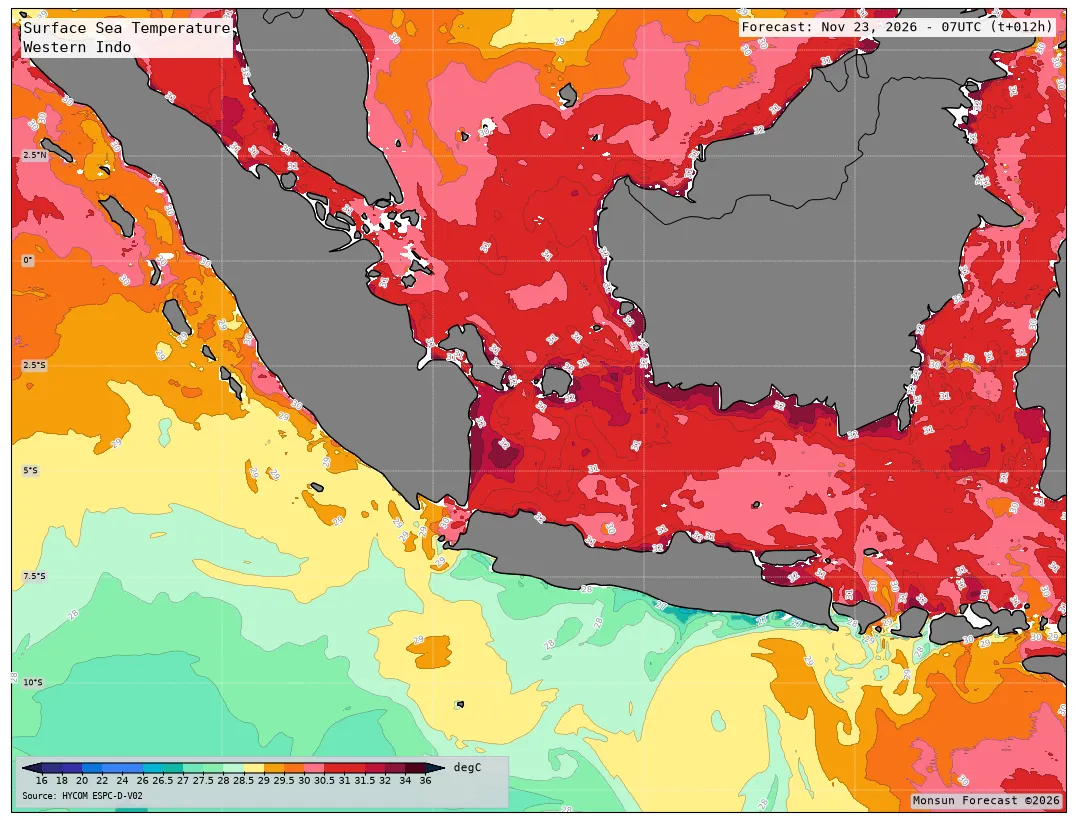 Surface Sea Temperature
Western Indo
Forecast: Nov 23, 2026 - 07UTC (t+012h)
2.5°N
0°
2.5°S
5°S
7.5°S
10°S
degC
16 18 20 22 24 26 26.5 27 27.5 28 28.5 29 29.5 30 30.5 31 31.5 32 34 36
Source: HYCOM ESPC-D-V02
Monsun Forecast ©2026